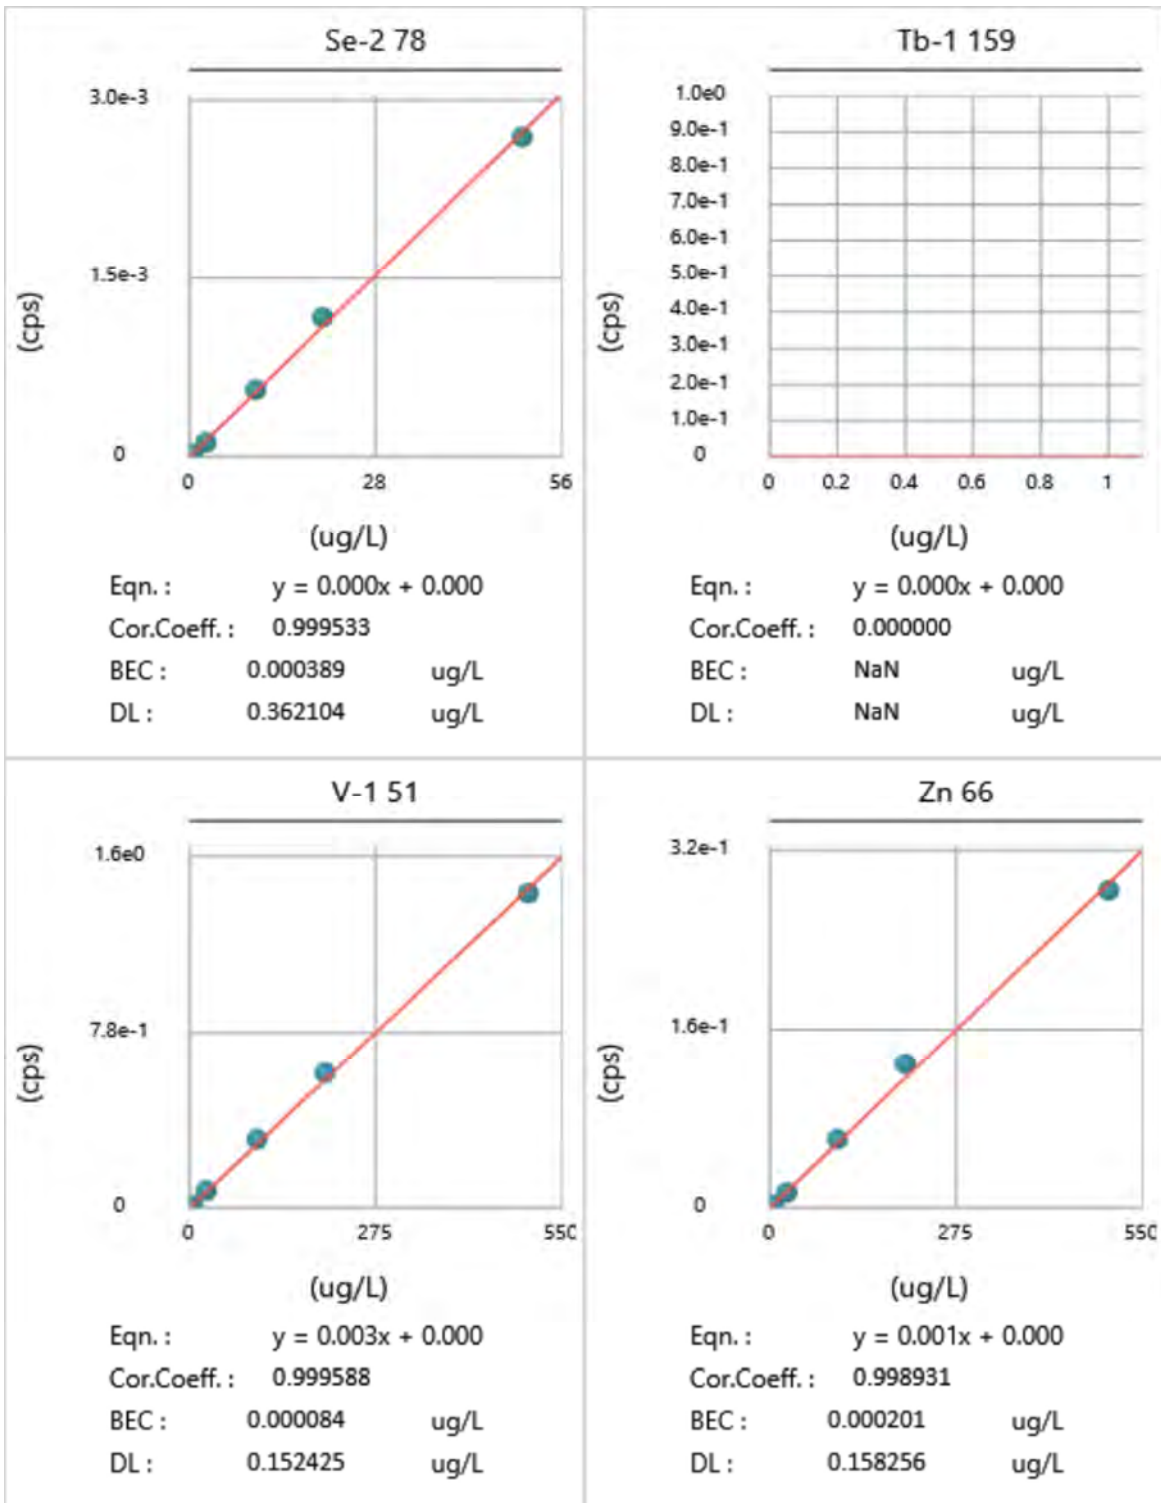 Se-2 78
3.0e-3
1.5e-3
0
(cps)
0 28 56
(ug/L)
Eqn. : y = 0.000x + 0.000
Cor.Coeff. : 0.999533
BEC : 0.000389 ug/L
DL : 0.362104 ug/L
Tb-1 159
1.0e0
9.0e-1
8.0e-1
7.0e-1
6.0e-1
5.0e-1
4.0e-1
3.0e-1
2.0e-1
1.0e-1
0
(cps)
0 0.2 0.4 0.6 0.8 1
(ug/L)
Eqn. : y = 0.000x + 0.000
Cor.Coeff. : 0.000000
BEC : NaN ug/L
DL : NaN ug/L
V-1 51
1.6e0
7.8e-1
0
(cps)
0 275 550
(ug/L)
Eqn. : y = 0.003x + 0.000
Cor.Coeff. : 0.999588
BEC : 0.000084 ug/L
DL : 0.152425 ug/L
Zn 66
3.2e-1
1.6e-1
0
(cps)
0 275 550
(ug/L)
Eqn. : y = 0.001x + 0.000
Cor.Coeff. : 0.998931
BEC : 0.000201 ug/L
DL : 0.158256 ug/L